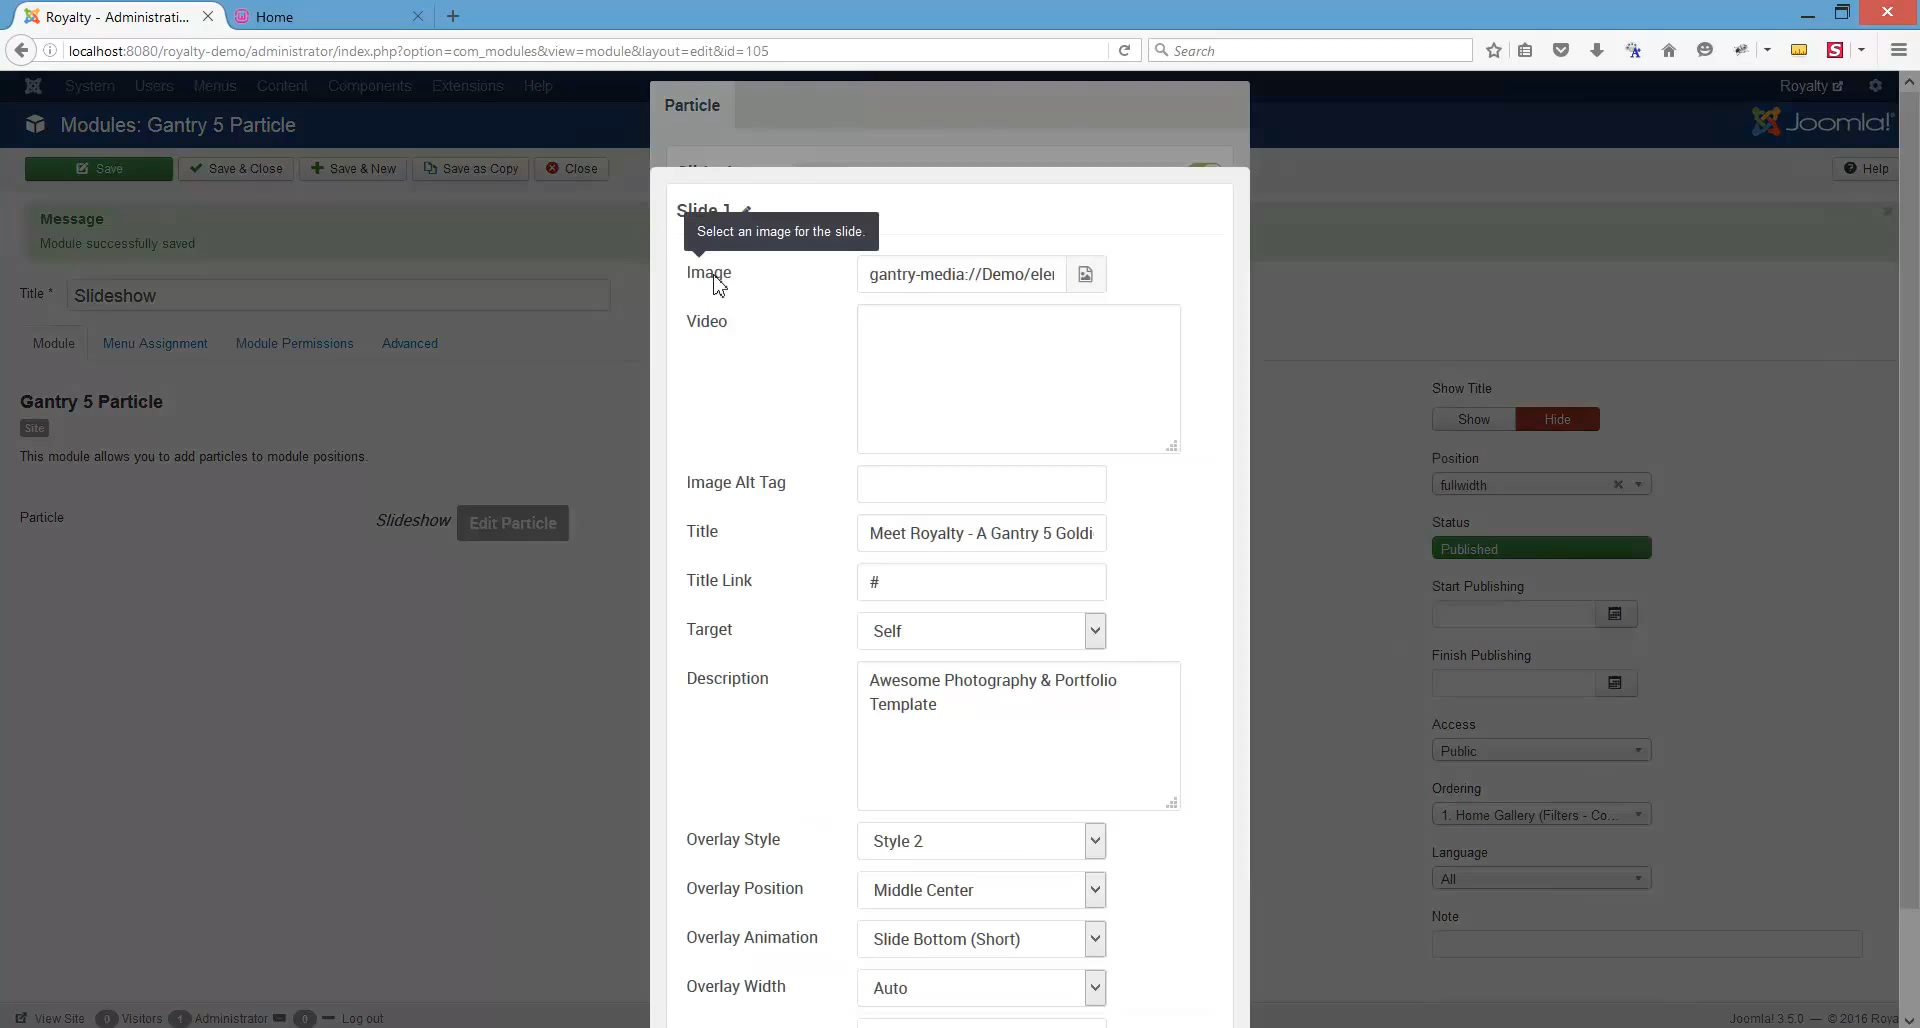 Royalty - Administrati...
Home
localhost:8080/royalty-demo/administrator/index.php?option=com_modules&view=module&layout=edit&id=105
Search
System Users Menus Content Components Extensions Help
Royalty
Particle
Modules: Gantry 5 Particle
Joomla!
Save
Save & Close
Save & New
Save as Copy
Close
Help
Message
Module successfully saved
Slide 1
Select an image for the slide.
Title *
Slideshow
Image
gantry-media://Demo/eler
Video
Module
Menu Assignment
Module Permissions
Advanced
Gantry 5 Particle
Site
This module allows you to add particles to module positions.
Particle
Slideshow
Edit Particle
Image Alt Tag
Title
Meet Royalty - A Gantry 5 Goldi
Title Link
#
Target
Self
Description
Awesome Photography & Portfolio
Template
Overlay Style
Style 2
Overlay Position
Middle Center
Overlay Animation
Slide Bottom (Short)
Overlay Width
Auto
Show Title
Show
Hide
Position
fullwidth
Status
Published
Start Publishing
Finish Publishing
Access
Public
Ordering
1. Home Gallery (Filters - Co...
Language
All
Note
View Site
0 Visitors
1 Administrator
0
Log out
Joomla! 3.5.0 — © 2016 Roya